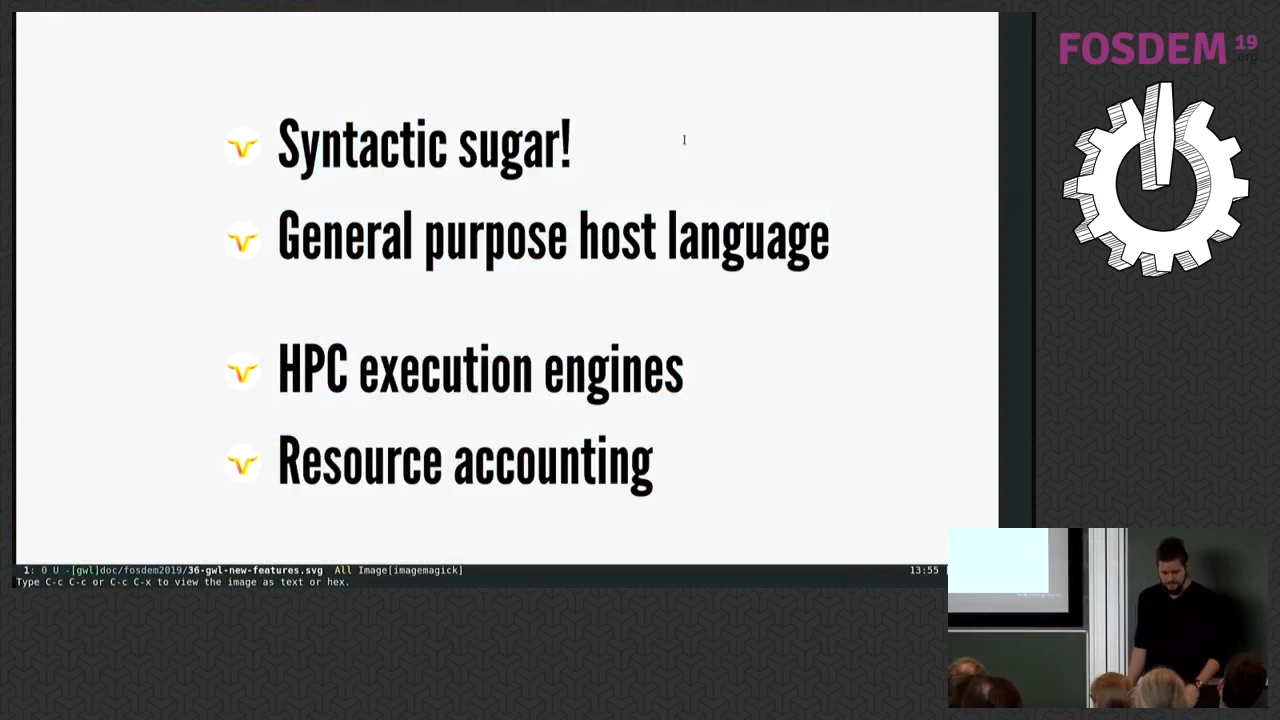 FOSDEM 19
.org
Syntactic sugar!
General purpose host language
HPC execution engines
Resource accounting
1: 0 U -[gwl]doc/fosdem2019/36-gwl-new-features.svg All Image[imagemagick] 13:55
Type C-c C-c or C-c C-x to view the image as text or hex.